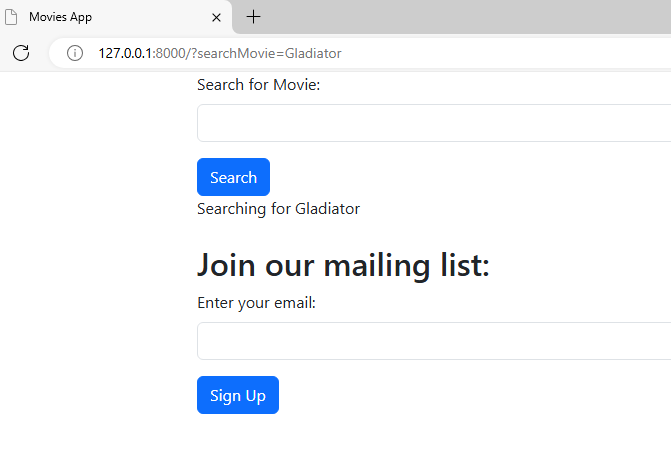 Movies App
127.0.0.1:8000/?searchMovie=Gladiator
Search for Movie:
Search
Searching for Gladiator
Join our mailing list:
Enter your email:
Sign Up